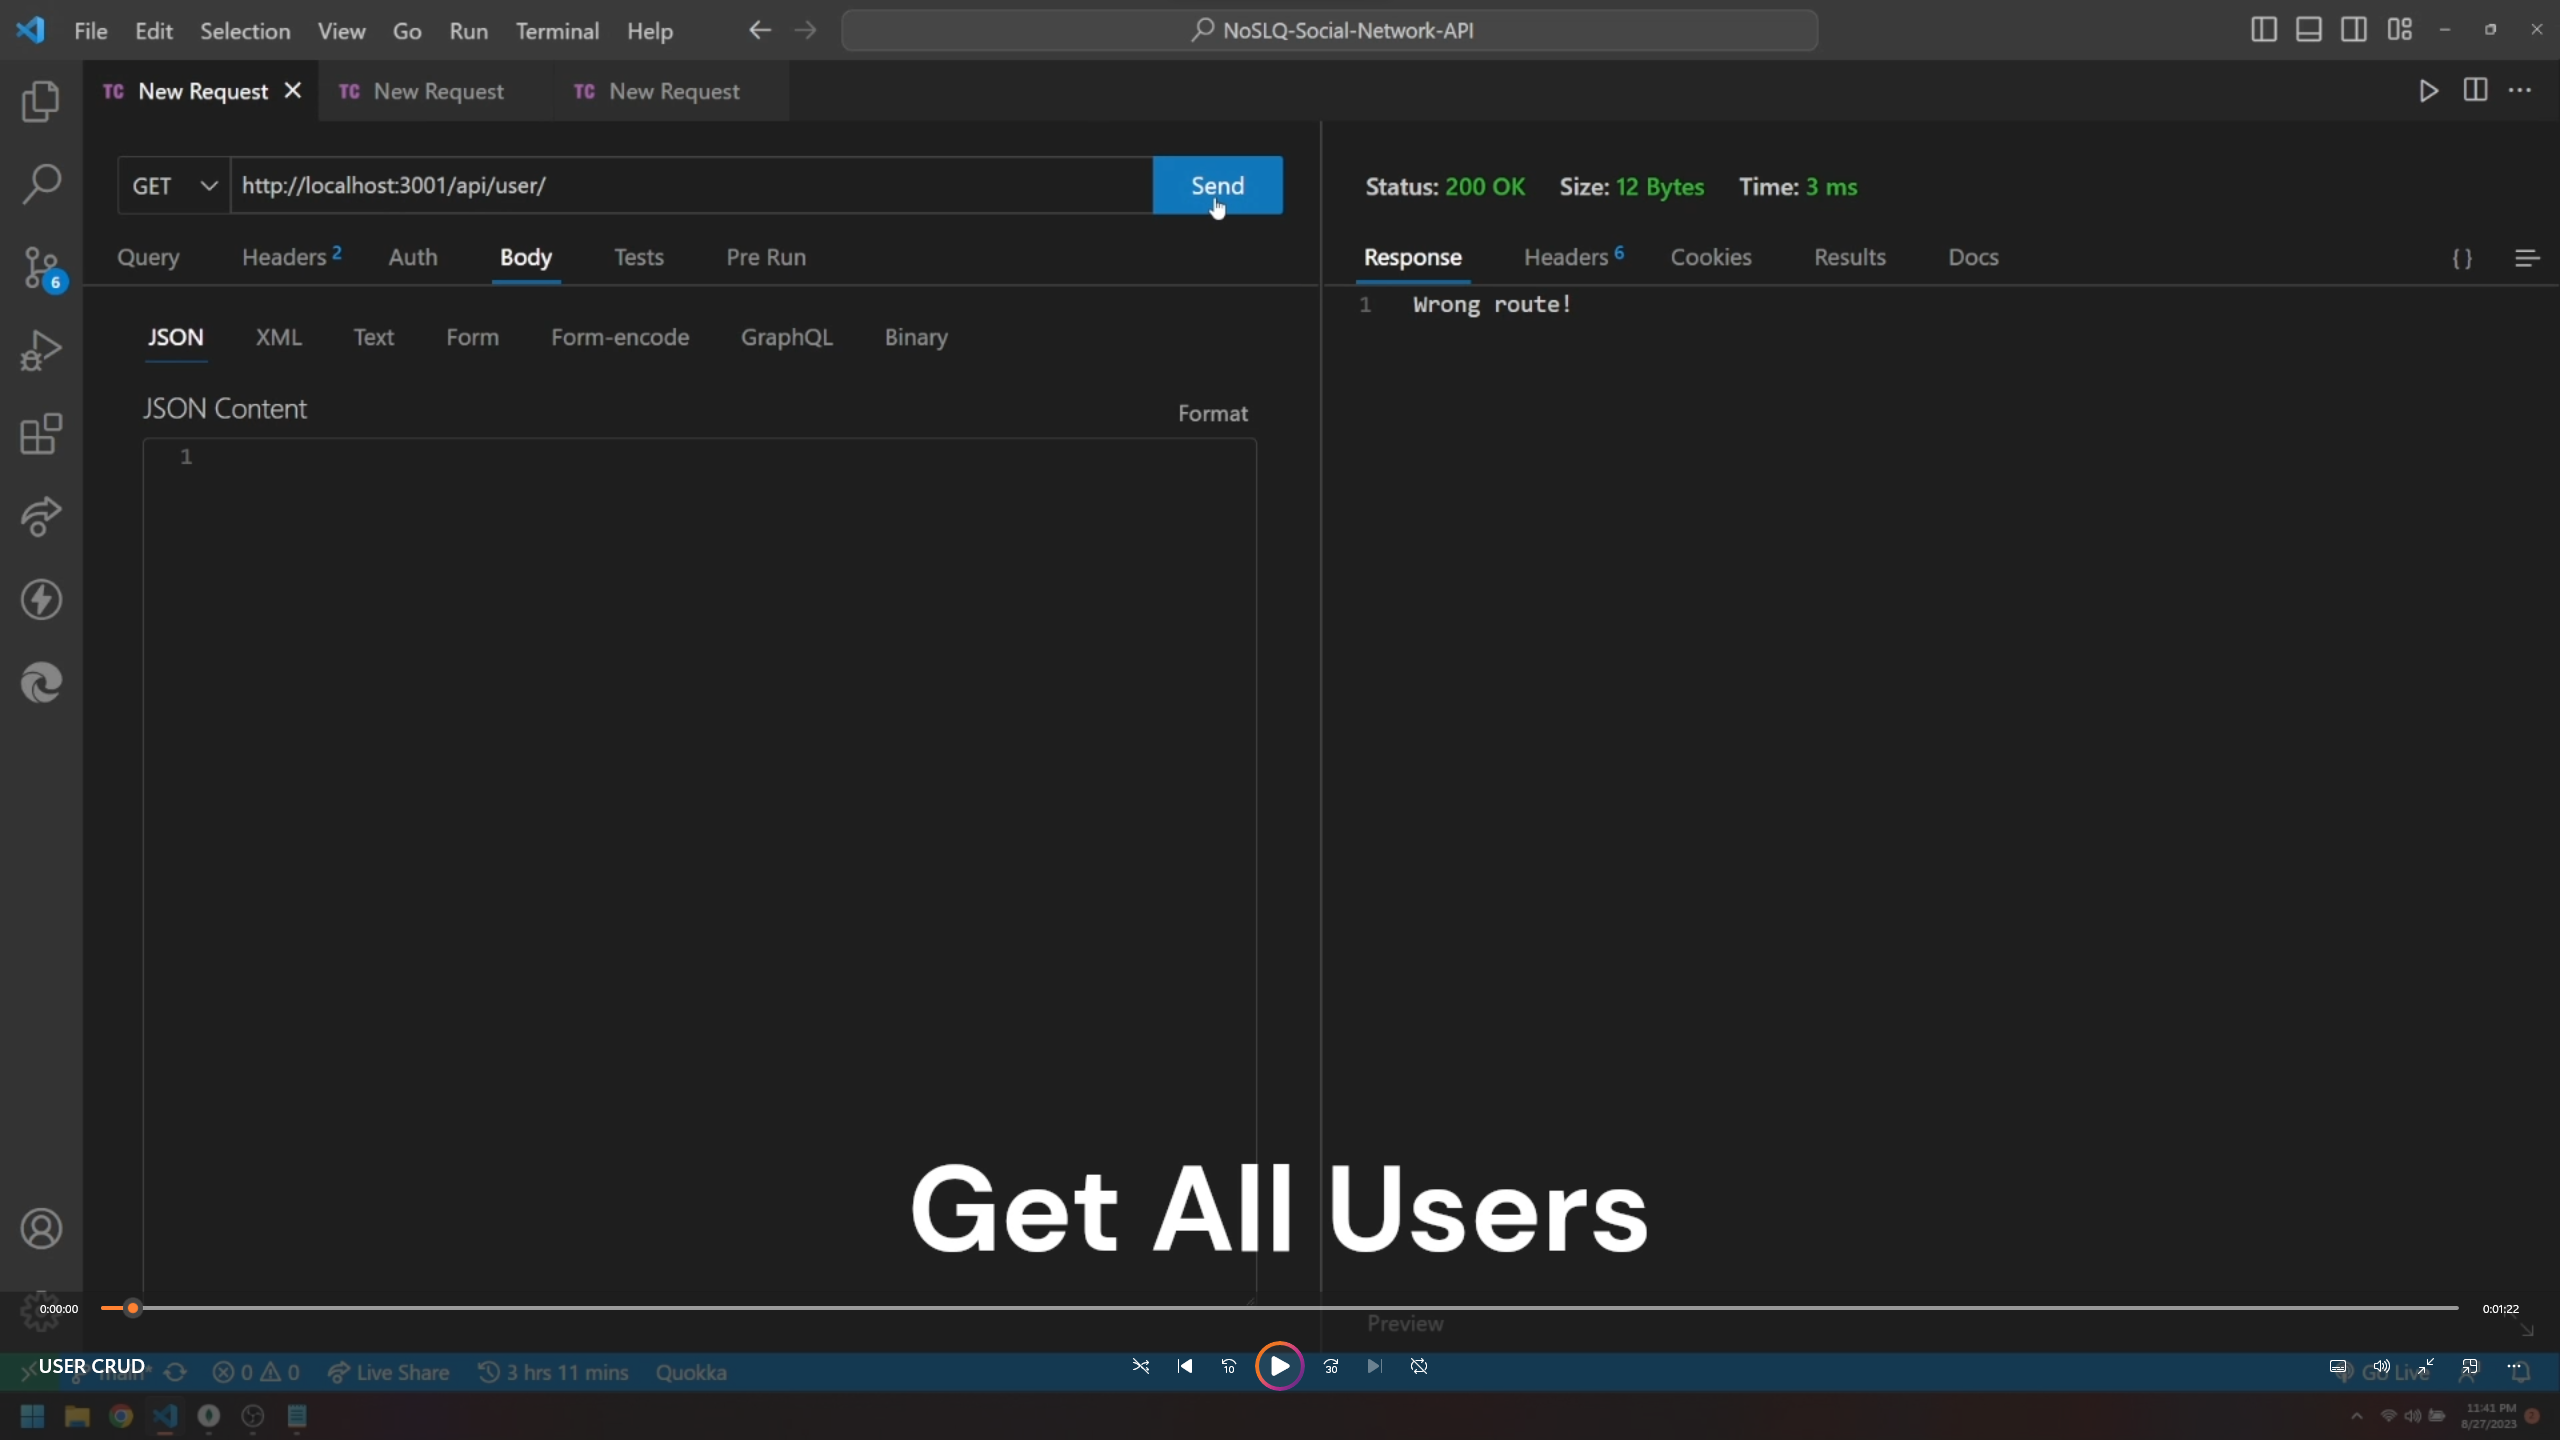 File Edit Selection View Go Run Terminal Help
NoSLQ-Social-Network-API
TC New Request
TC New Request
TC New Request
GET http://localhost:3001/api/user/ Send
Status: 200 OK Size: 12 Bytes Time: 3 ms
Query Headers 2 Auth Body Tests Pre Run
Response Headers 6 Cookies Results Docs {}
1 Wrong route!
JSON XML Text Form Form-encode GraphQL Binary
JSON Content Format
1
6
Get All Users
0:00:00
0:01:22
Preview
USER CRUD
main*
0 0 Live Share 3 hrs 11 mins Quokka
10
30
Go Live
11:41 PM
8/27/2023
2